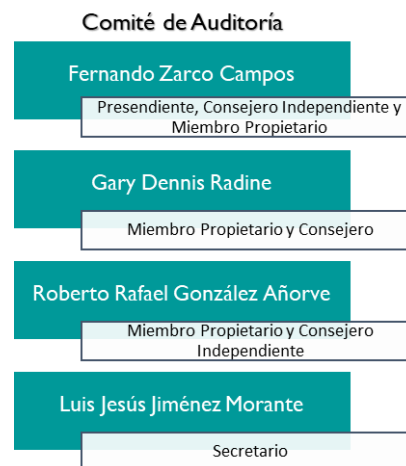 Comité de Auditoría
Fernando Zarco Campos
Presendiente, Consejero Independiente y
Miembro Propietario
Gary Dennis Radine
Miembro Propietario y Consejero
Roberto Rafael González Añorve
Miembro Propietario y Consejero
Independiente
Luis Jesús Jiménez Morante
Secretario